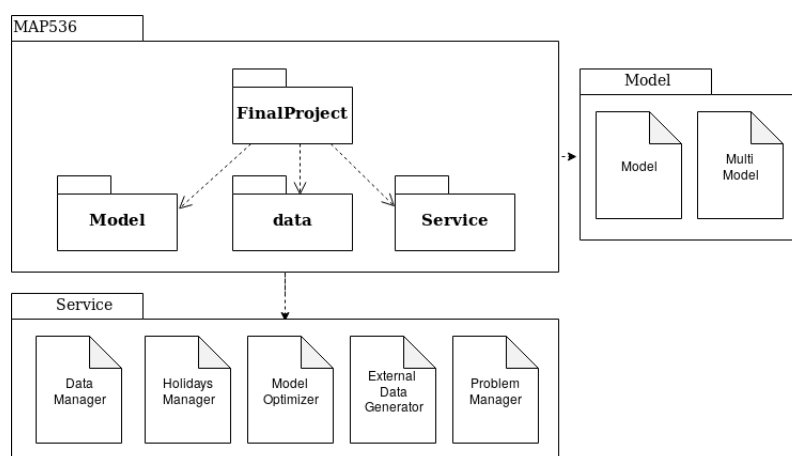 MAP536
FinalProject
Model
data
Service
Model
Model
Multi
Model
Service
Data
Manager
Holidays
Manager
Model
Optimizer
External
Data
Generator
Problem
Manager